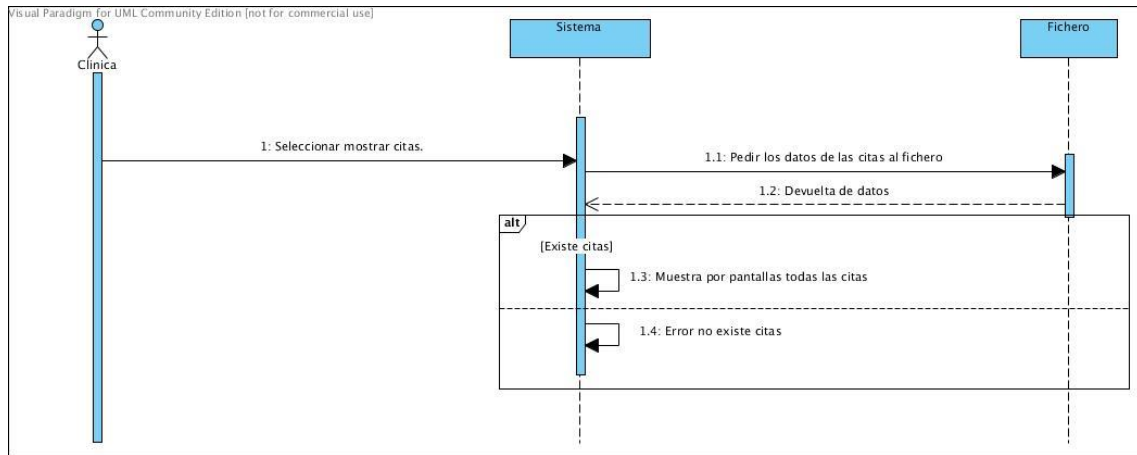 Visual Paradigm for UML Community Edition [not for commercial use]
Clinica
Sistema
Fichero
1: Seleccionar mostrar citas.
1.1: Pedir los datos de las citas al fichero
1.2: Devuelta de datos
alt
[Existe citas]
1.3: Muestra por pantallas todas las citas
1.4: Error no existe citas